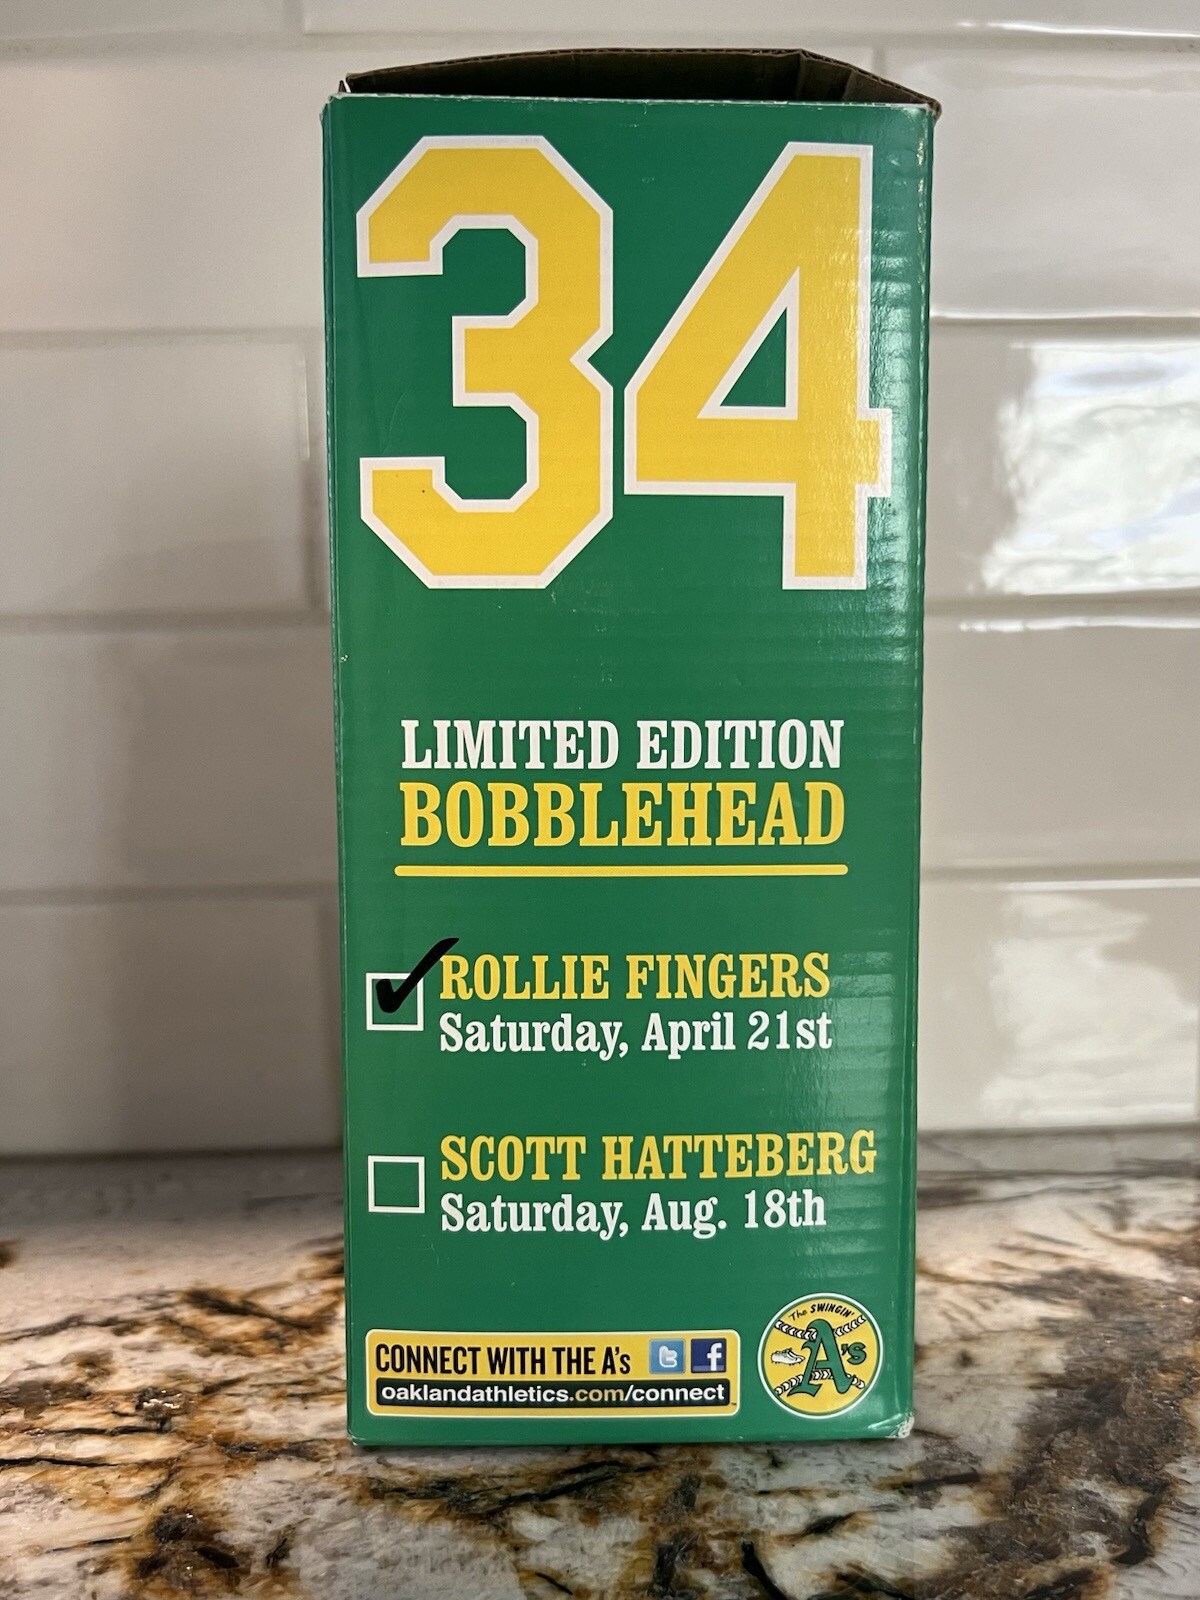 34
LIMITED EDITION
BOBBLEHEAD
ROLLIE FINGERS
Saturday, April 21st
SCOTT HATTEBERG
Saturday, Aug. 18th
CONNECT WITH THE A's t f
oaklandathletics.com/connect
The SWINGIN'
A's